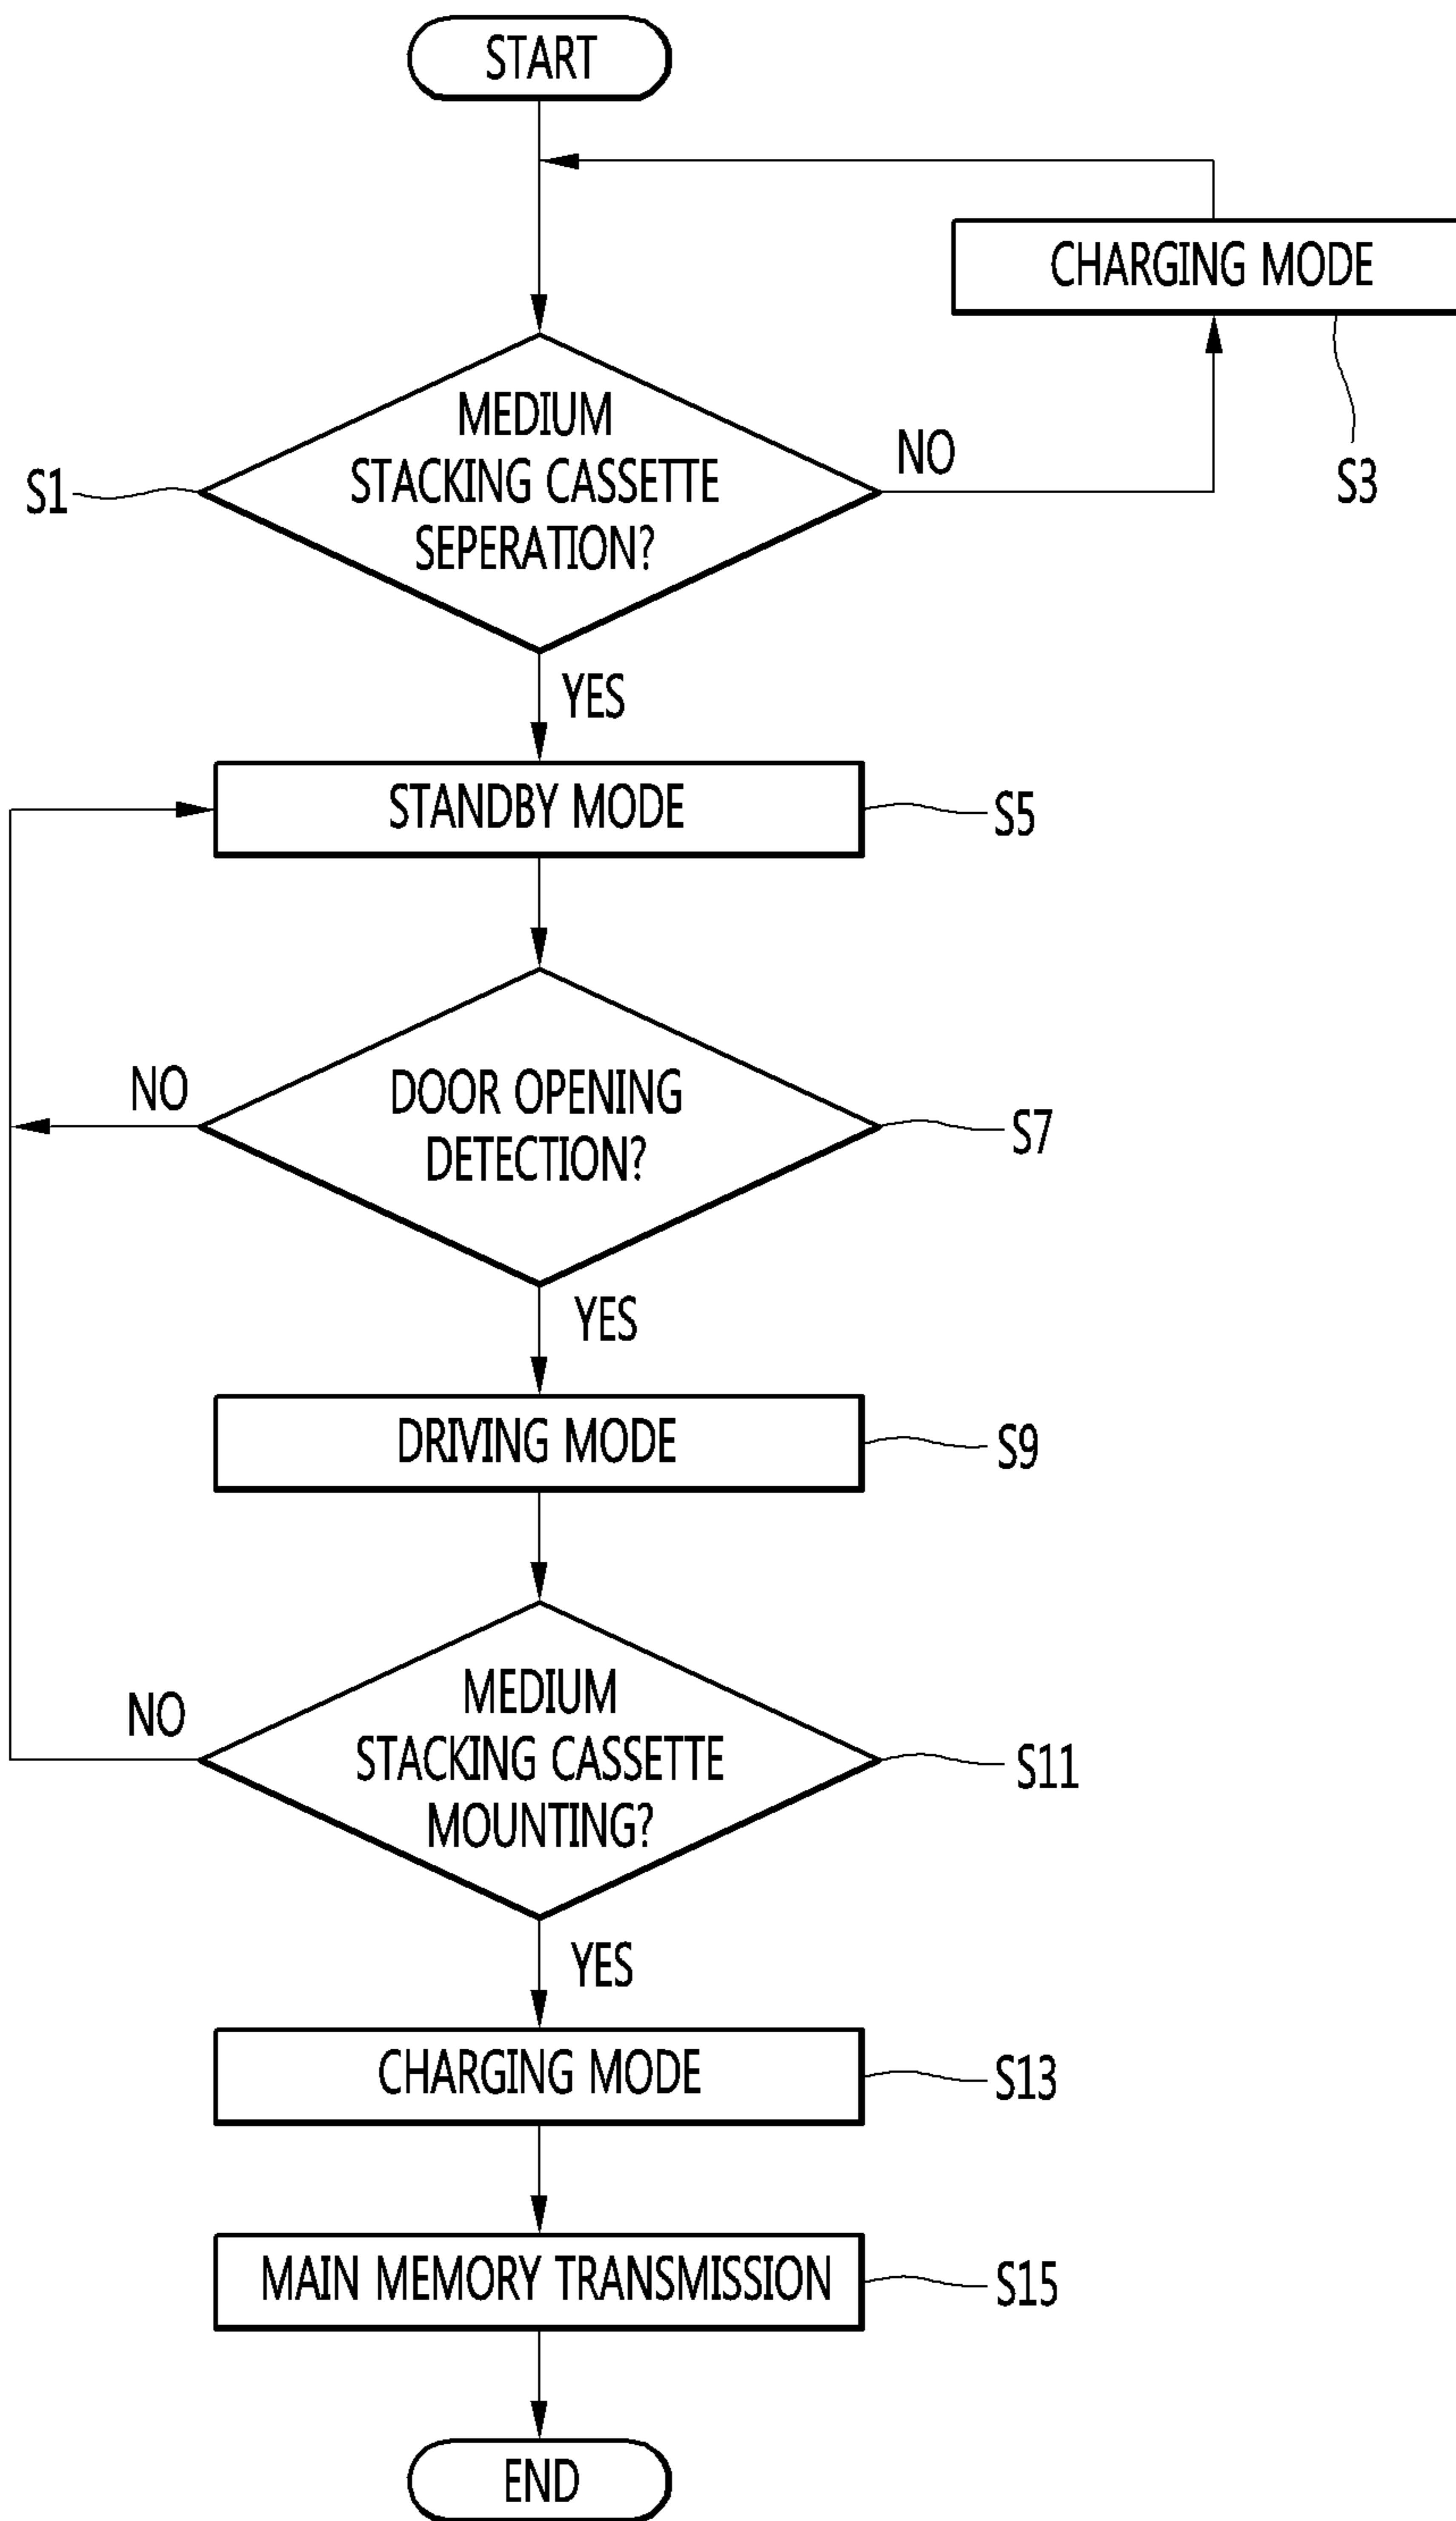 START
CHARGING MODE
S3
MEDIUM
STACKING CASSETTE
SEPERATION?
S1
NO
YES
STANDBY MODE
S5
DOOR OPENING
DETECTION?
S7
NO
YES
DRIVING MODE
S9
MEDIUM
STACKING CASSETTE
MOUNTING?
S11
NO
YES
CHARGING MODE
S13
MAIN MEMORY TRANSMISSION
S15
END